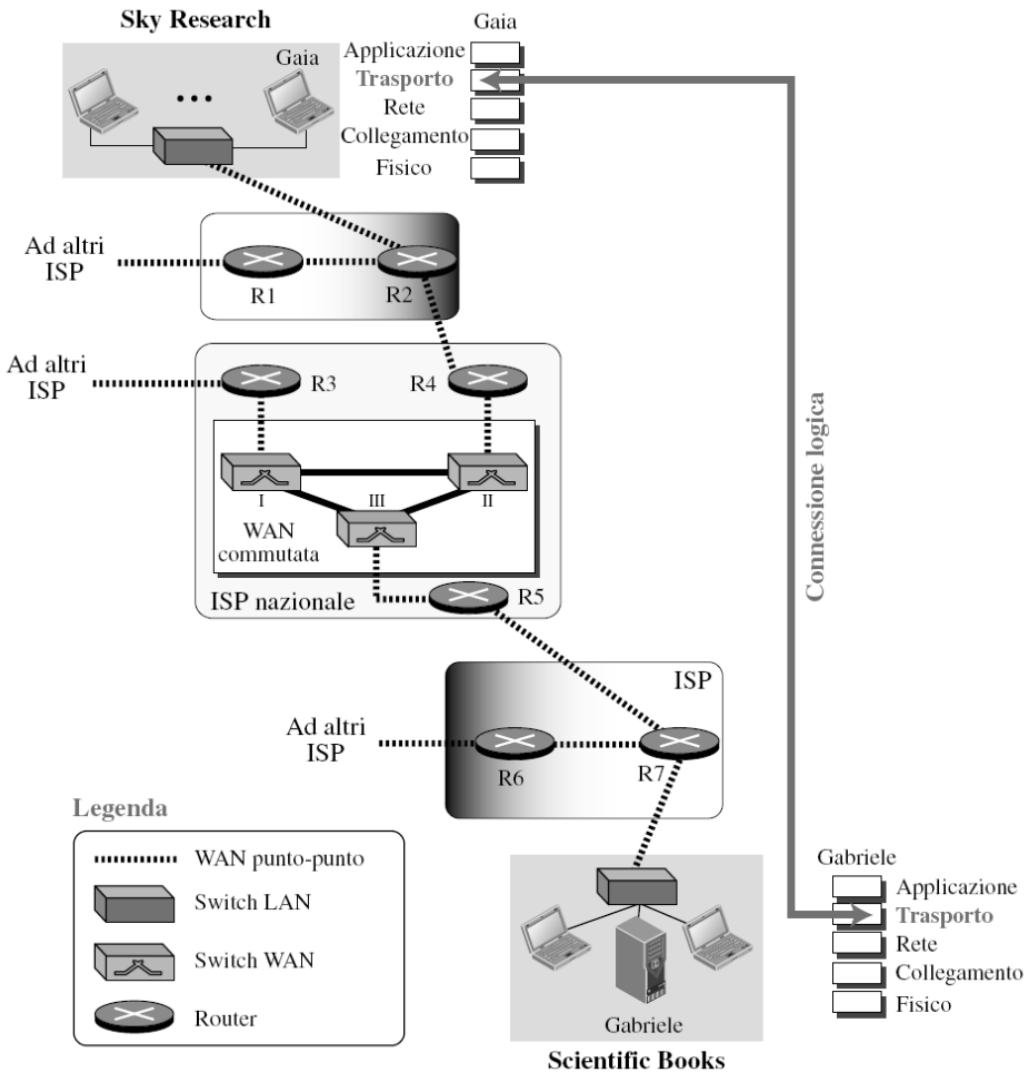 Sky Research
Gaia
Gaia
Applicazione
Trasporto
Rete
Collegamento
Fisico
Ad altri
ISP
R1
R2
Ad altri
ISP
R3
R4
I
III
II
WAN
commutata
ISP nazionale
R5
Connessione logica
ISP
Ad altri
ISP
R6
R7
Legenda
WAN punto-punto
Switch LAN
Switch WAN
Router
Gabriele
Applicazione
Trasporto
Rete
Collegamento
Fisico
Gabriele
Scientific Books